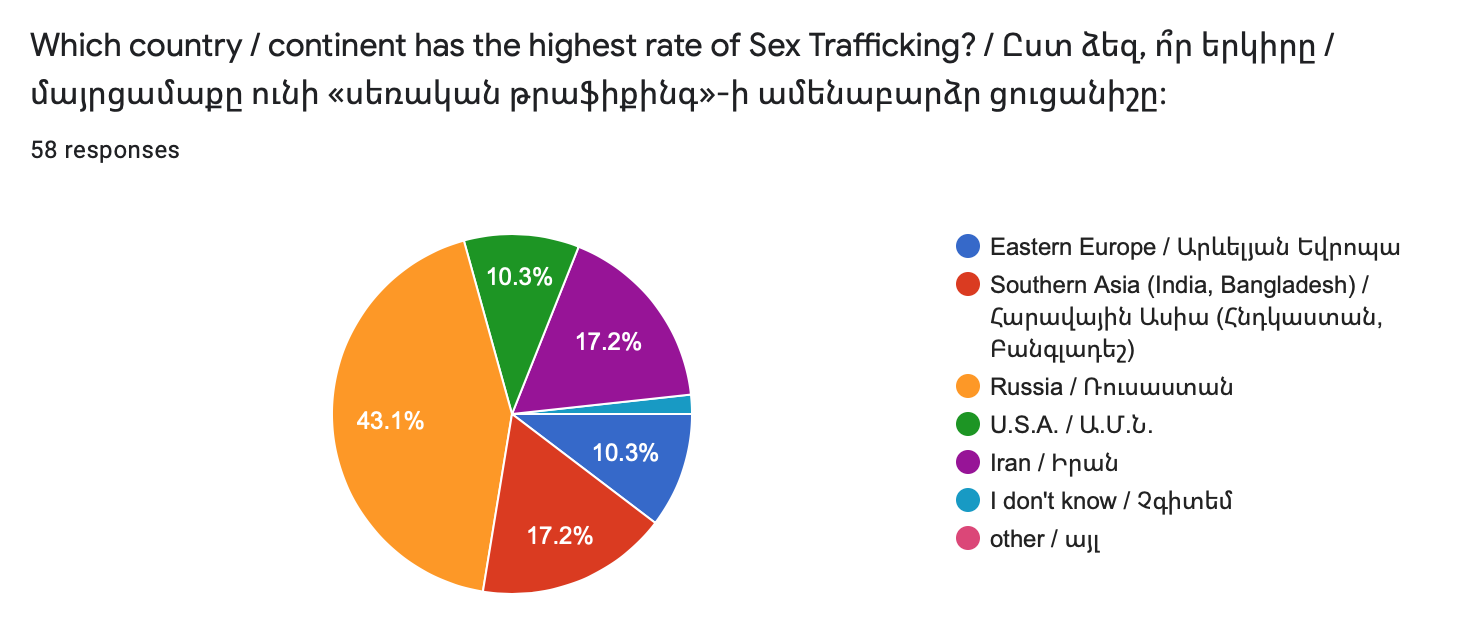 Which country / continent has the highest rate of Sex Trafficking? / Ըստ ձեզ, ո՞ր երկիրը /
մայրցամաքը ունի «սեռական թրաֆիքինգ»-ի ամենաբարձր ցուցանիշը:
58 responses
10.3%
17.2%
43.1%
10.3%
17.2%
Eastern Europe / Արևելյան Եվրոպա
Southern Asia (India, Bangladesh) /
Հարավային Ասիա (Հնդկաստան,
Բանգլադեշ)
Russia / Ռուսաստան
U.S.A. / Ա.Մ.Ն.
Iran / Իրան
I don't know / Չգիտեմ
other / այլ